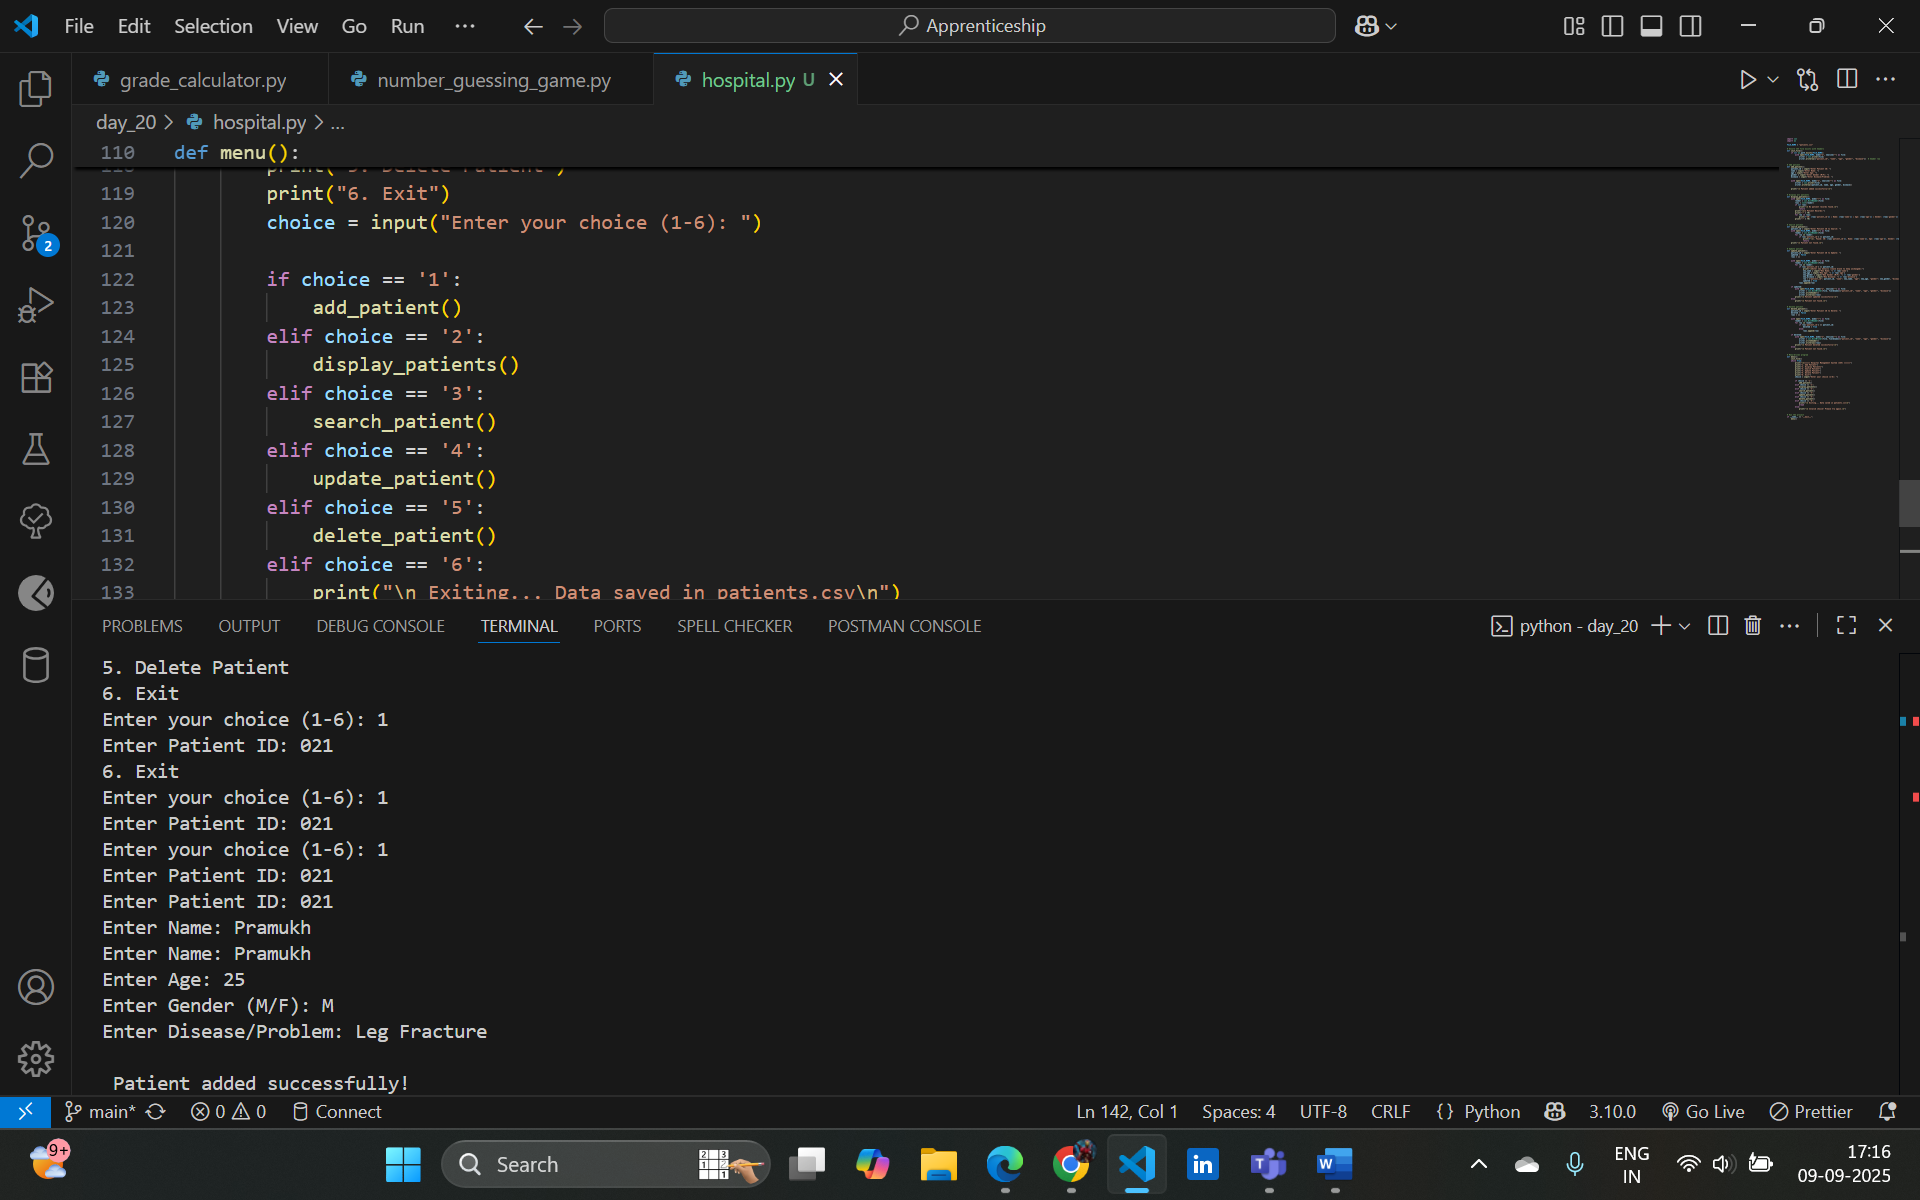 File Edit Selection View Go Run ...
Apprenticeship
grade_calculator.py number_guessing_game.py hospital.py U
day_20 > hospital.py > ...
110 def menu():
118 print("5. Delete Patient")
119 print("6. Exit")
120 choice = input("Enter your choice (1-6): ")
121
122 if choice == '1':
123 add_patient()
124 elif choice == '2':
125 display_patients()
126 elif choice == '3':
127 search_patient()
128 elif choice == '4':
129 update_patient()
130 elif choice == '5':
131 delete_patient()
132 elif choice == '6':
133 print("\n Exiting... Data saved in patients.csv\n")
2
PROBLEMS OUTPUT DEBUG CONSOLE TERMINAL PORTS SPELL CHECKER POSTMAN CONSOLE
python - day_20
5. Delete Patient
6. Exit
Enter your choice (1-6): 1
Enter Patient ID: 021
6. Exit
Enter your choice (1-6): 1
Enter Patient ID: 021
Enter your choice (1-6): 1
Enter Patient ID: 021
Enter Patient ID: 021
Enter Name: Pramukh
Enter Name: Pramukh
Enter Age: 25
Enter Gender (M/F): M
Enter Disease/Problem: Leg Fracture
Patient added successfully!
main* 0 0 Connect
Ln 142, Col 1 Spaces: 4 UTF-8 CRLF {} Python 3.10.0 Go Live Prettier
9+
Search
ENG
IN
17:16
09-09-2025